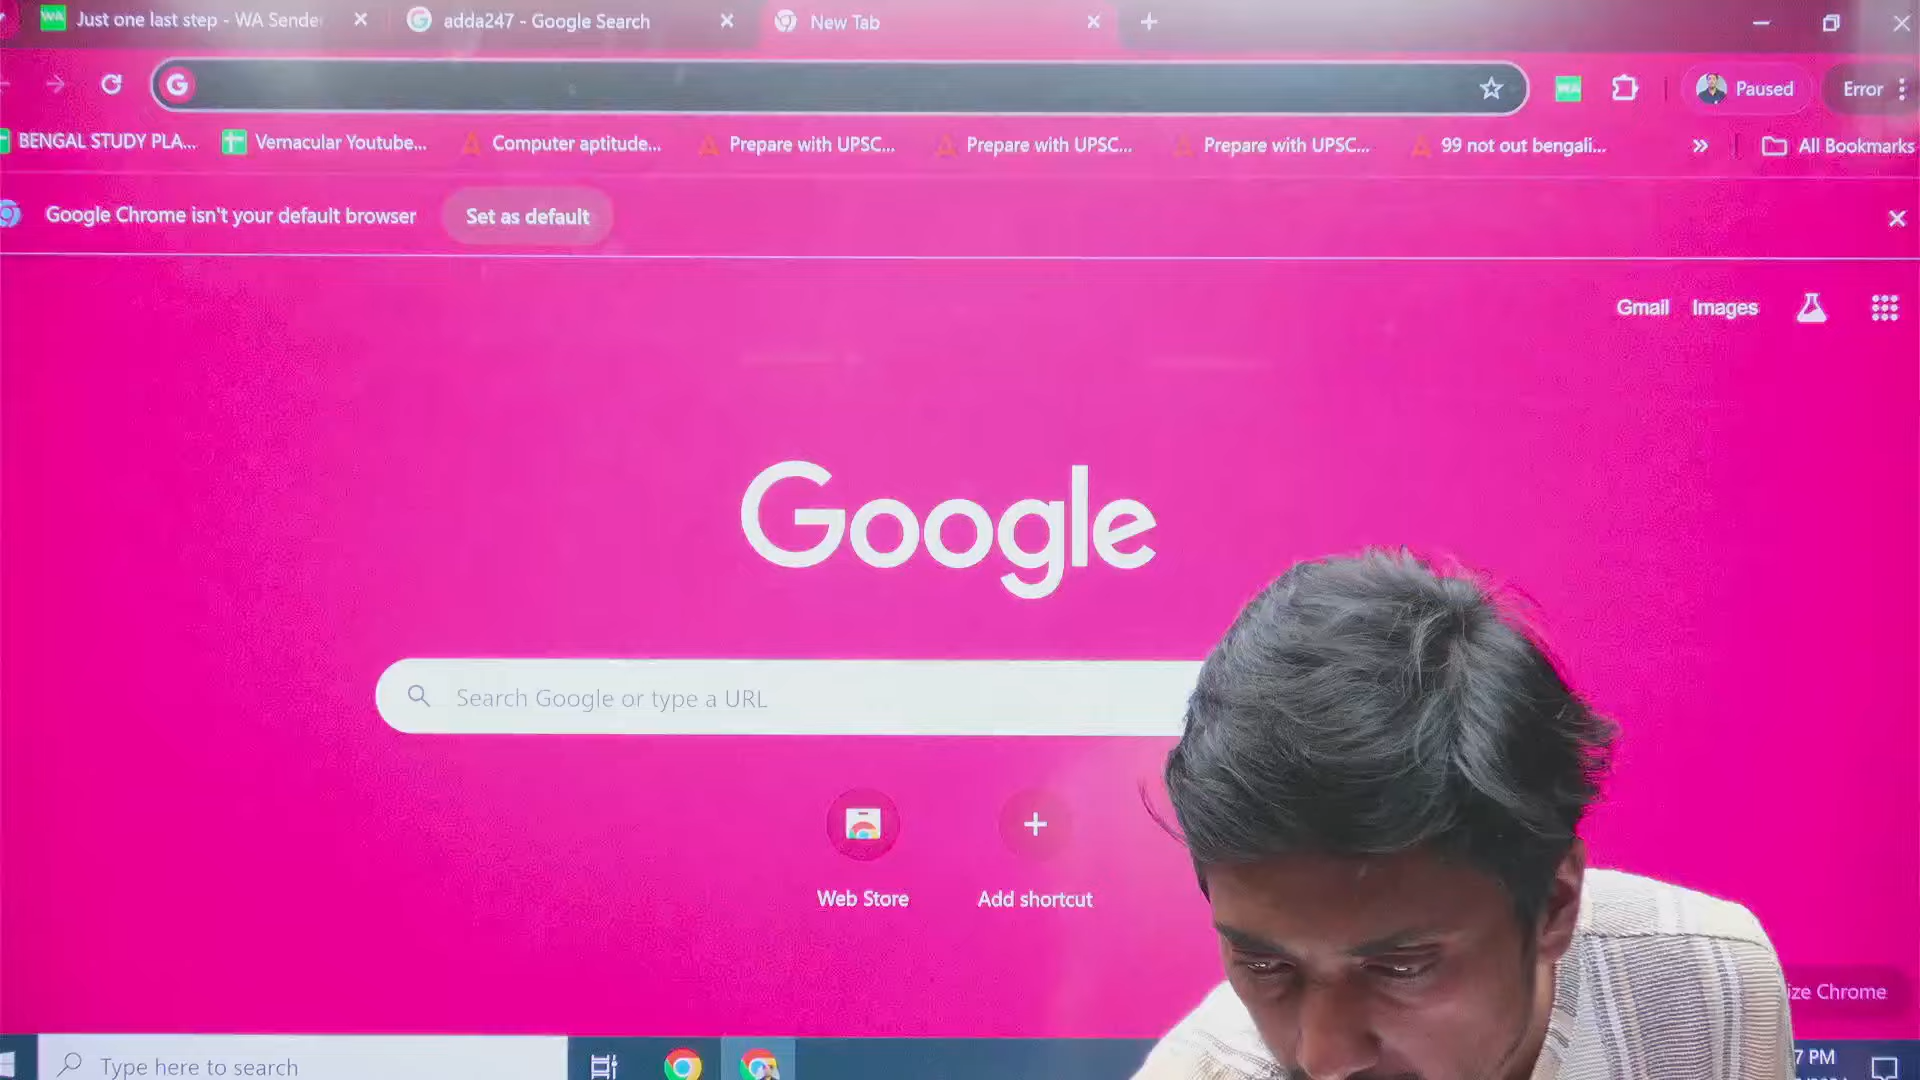 Just one last step - WA Sender
adda247 - Google Search
New Tab
Paused
Error
BENGAL STUDY PLA...
Vernacular Youtube...
Computer aptitude...
Prepare with UPSC...
Prepare with UPSC...
Prepare with UPSC...
99 not out bengali...
All Bookmarks
Google Chrome isn't your default browser
Set as default
Gmail
Images
Google
Search Google or type a URL
Web Store
Add shortcut
ize Chrome
Type here to search
7 PM